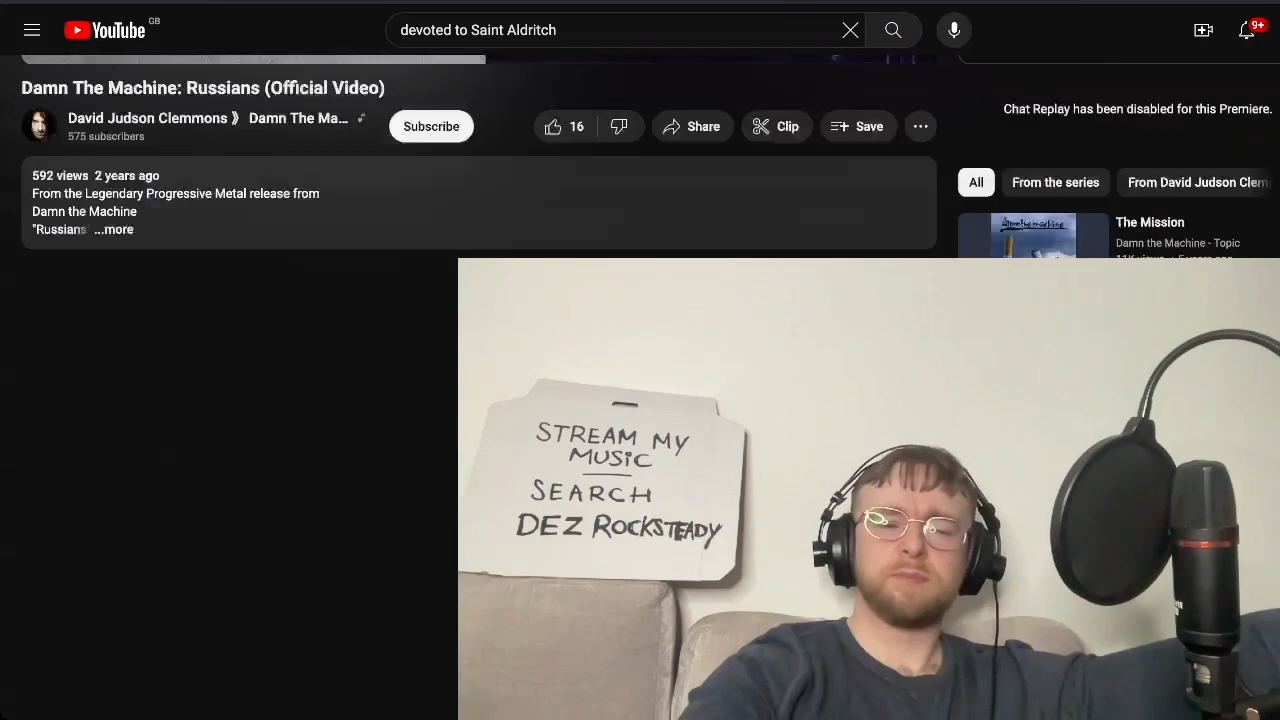 YouTube GB
devoted to Saint Aldritch
9+
Damn The Machine: Russians (Official Video)
David Judson Clemmons 》 Damn The Ma...
575 subscribers
Subscribe
16
Share
Clip
Save
Chat Replay has been disabled for this Premiere.
592 views 2 years ago
From the Legendary Progressive Metal release from
Damn the Machine
"Russians ...more
All
From the series
From David Judson Clem
damn the machine
The Mission
Damn the Machine - Topic
STREAM MY
MUSIC
SEARCH
DEZ ROCKSTEADY